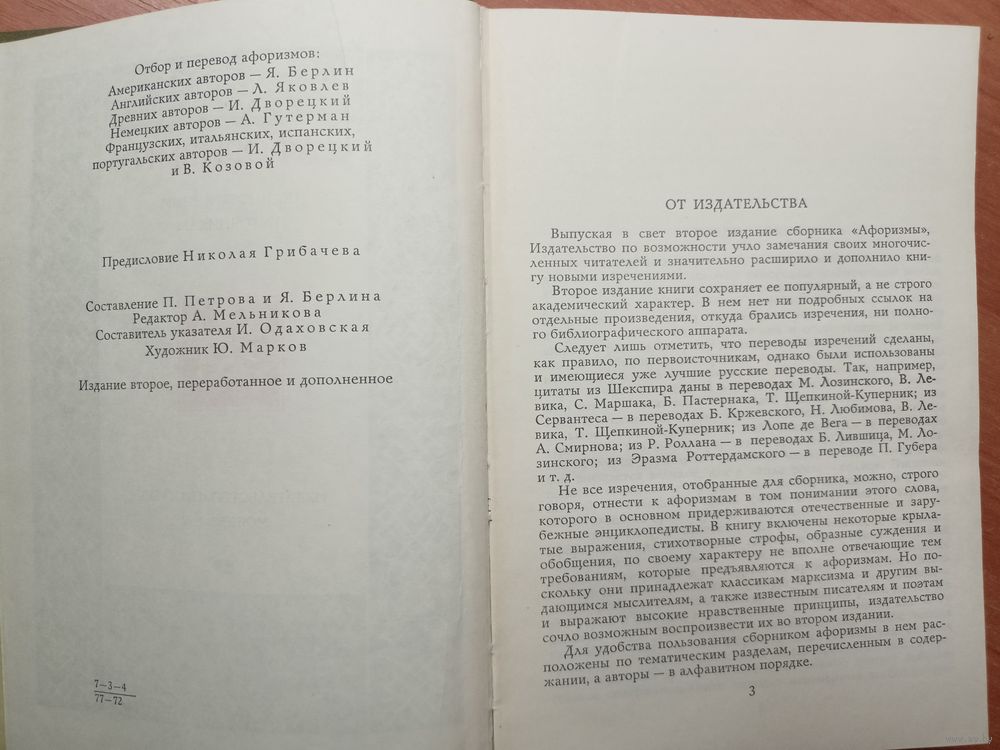 Отбор и перевод афоризмов:
Американских авторов — Я. Берлин
Английских авторов — Л. Яковлев
Древних авторов — И. Дворецкий
Немецких авторов — А. Гутерман
Французских, итальянских, испанских,
португальских авторов — И. Дворецкий
и В. Козовой
Предисловие Николая Грибачева
Составление П. Петрова и Я. Берлина
Редактор А. Мельникова
Составитель указателя И. Одаховская
Художник Ю. Марков
Издание второе, переработанное и дополненное
7—3—4
77—72
ОТ ИЗДАТЕЛЬСТВА
Выпуская в свет второе издание сборника «Афоризмы»,
Издательство по возможности учло замечания своих многочис-
ленных читателей и значительно расширило и дополнило кни-
гу новыми изречениями.
Второе издание книги сохраняет ее популярный, а не строго
академический характер. В нем нет ни подробных ссылок на
отдельные произведения, откуда брались изречения, ни полно-
го библиографического аппарата.
Следует лишь отметить, что переводы изречений сделаны,
как правило, по первоисточникам, однако были использованы
и имеющиеся уже лучшие русские переводы. Так, например,
цитаты из Шекспира даны в переводах М. Лозинского, В. Ле-
вика, С. Маршака, Б. Пастернака, Т. Щепкиной-Куперник; из
Сервантеса — в переводах Б. Кржевского, Н. Любимова, В. Ле-
вика, Т. Щепкиной-Куперник; из Лопе де Вега — в переводах
А. Смирнова; из Р. Роллана — в переводах Б. Лившица, М. Ло-
зинского; из Эразма Роттердамского — в переводе П. Губера
и т. д.
Не все изречения, отобранные для сборника, можно, строго
говоря, отнести к афоризмам в том понимании этого слова,
которого в основном придерживаются отечественные и зару-
бежные энциклопедисты. В книгу включены некоторые крыла-
тые выражения, стихотворные строфы, образные суждения и
обобщения, по своему характеру не вполне отвечающие тем
требованиям, которые предъявляются к афоризмам. Но по-
скольку они принадлежат классикам марксизма и другим вы-
дающимся мыслителям, а также известным писателям и поэтам
и выражают высокие нравственные принципы, издательство
сочло возможным воспроизвести их во втором издании.
Для удобства пользования сборником афоризмы в нем рас-
положены по тематическим разделам, перечисленным в содер-
жании, а авторы — в алфавитном порядке.
3